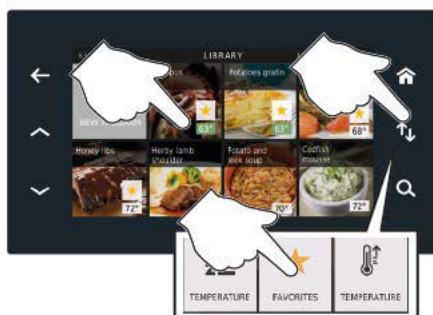 LIBRARY
Potatoes gratin
NEW PROGRAM
63°
63°
68°
Honey ribs
Herby lamb
shoulder
Potato and
leek soup
Codfish
mousse
72°
70°
72°
TEMPERATURE
FAVORITES
TEMPERATURE